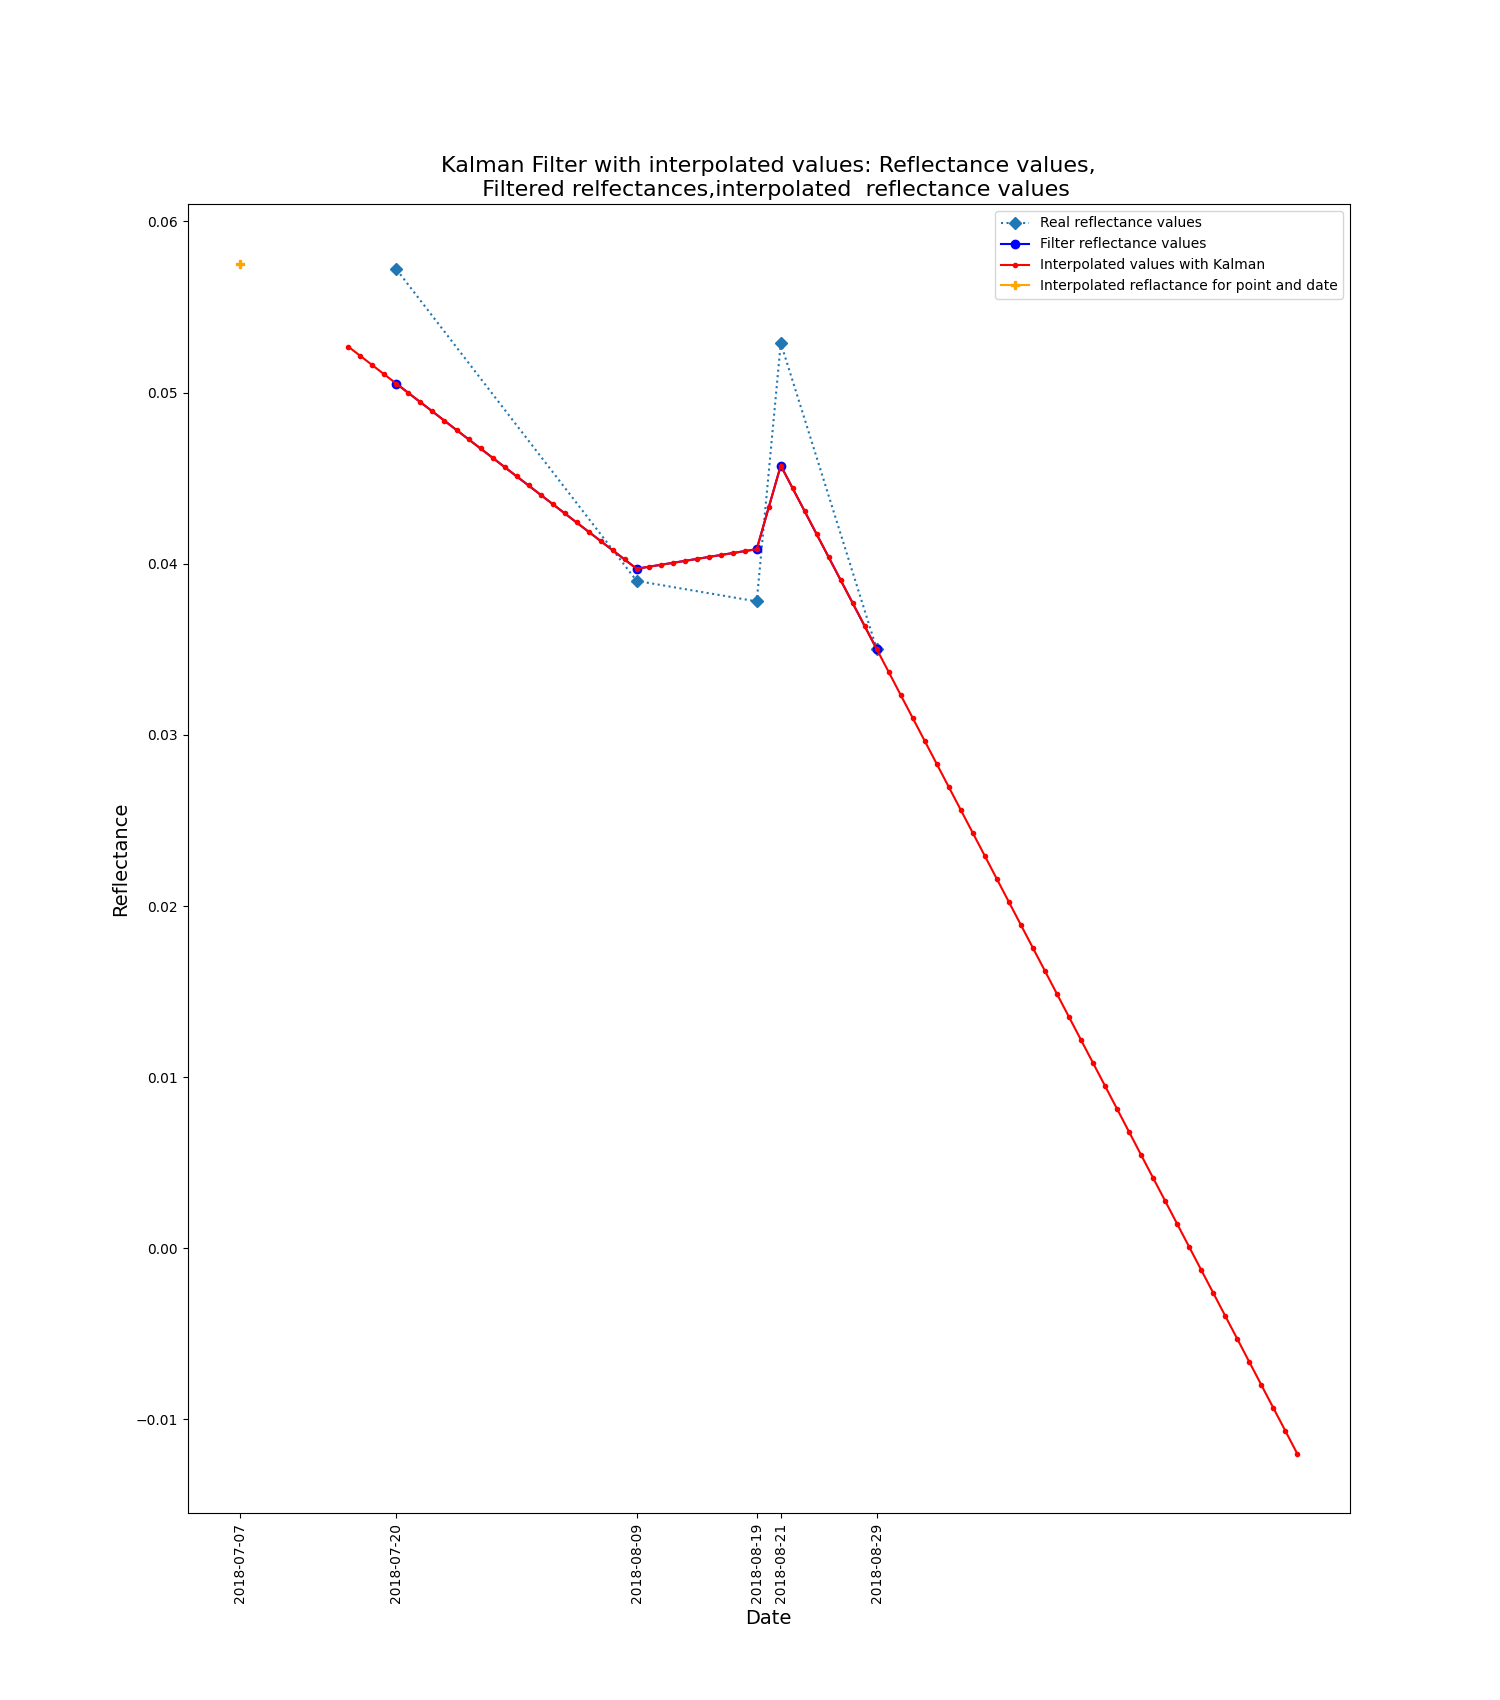 Kalman Filter with interpolated values: Reflectance values,
Filtered relfectances,interpolated  reflectance values
Real reflectance values
Filter reflectance values
Interpolated values with Kalman
Interpolated reflactance for point and date
0.06
0.05
0.04
0.03
0.02
0.01
0.00
−0.01
Reflectance
2018-07-07
2018-07-20
2018-08-09
2018-08-19
2018-08-21
2018-08-29
Date